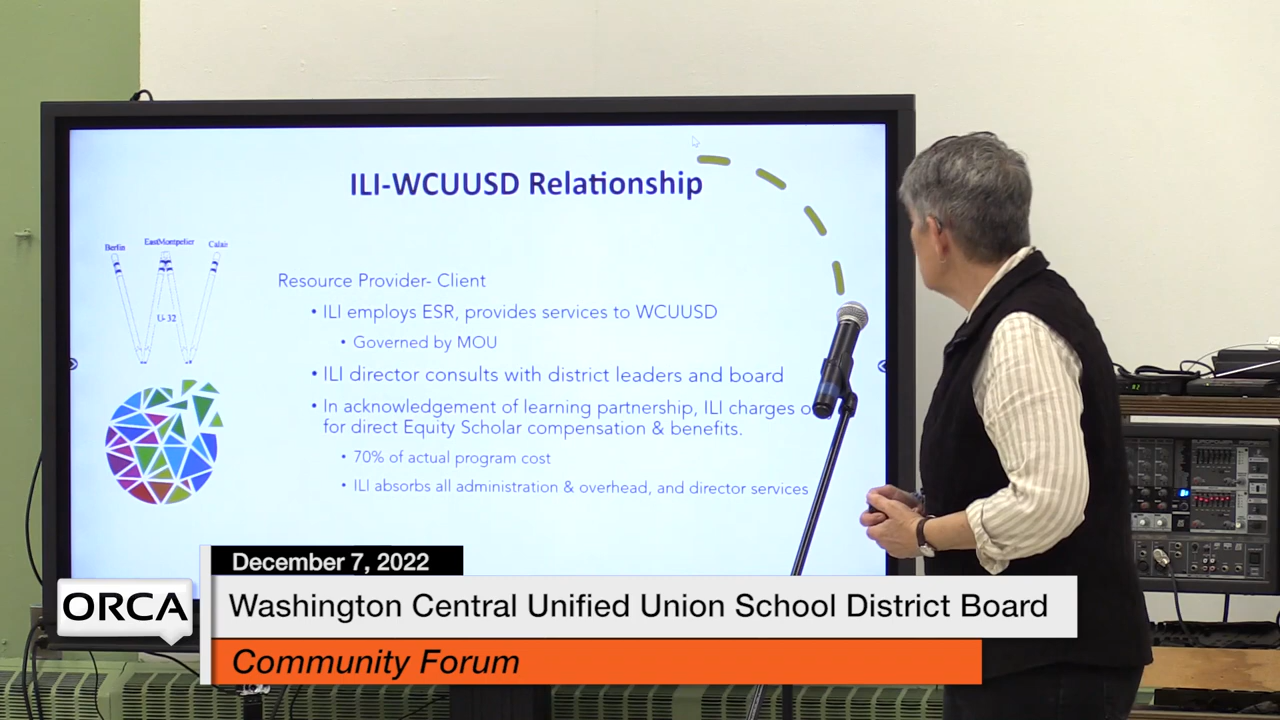 ILI-WCUUSD Relationship
Berlin EastMontpelier Calais
U-32
Resource Provider- Client
• ILI employs ESR, provides services to WCUUSD
• Governed by MOU
• ILI director consults with district leaders and board
• In acknowledgement of learning partnership, ILI charges
for direct Equity Scholar compensation & benefits.
• 70% of actual program cost
• ILI absorbs all administration & overhead, and director services
December 7, 2022
ORCA
Washington Central Unified Union School District Board
Community Forum